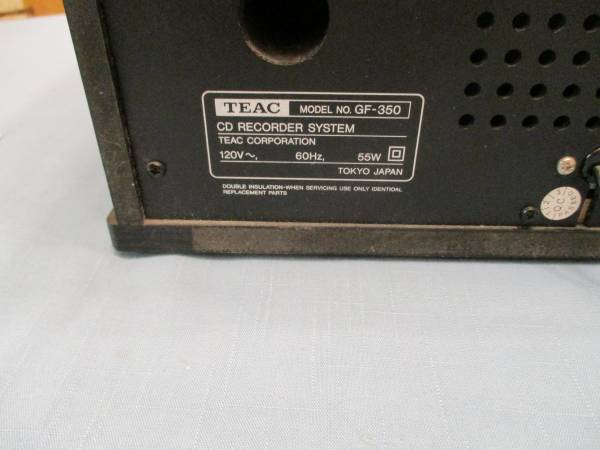 TEAC MODEL NO. GF-350
CD RECORDER SYSTEM
TEAC CORPORATION
120V~, 60Hz, 55W
TOKYO JAPAN
DOUBLE INSULATION-WHEN SERVICING USE ONLY IDENTICAL
REPLACEMENT PARTS
Q.C.